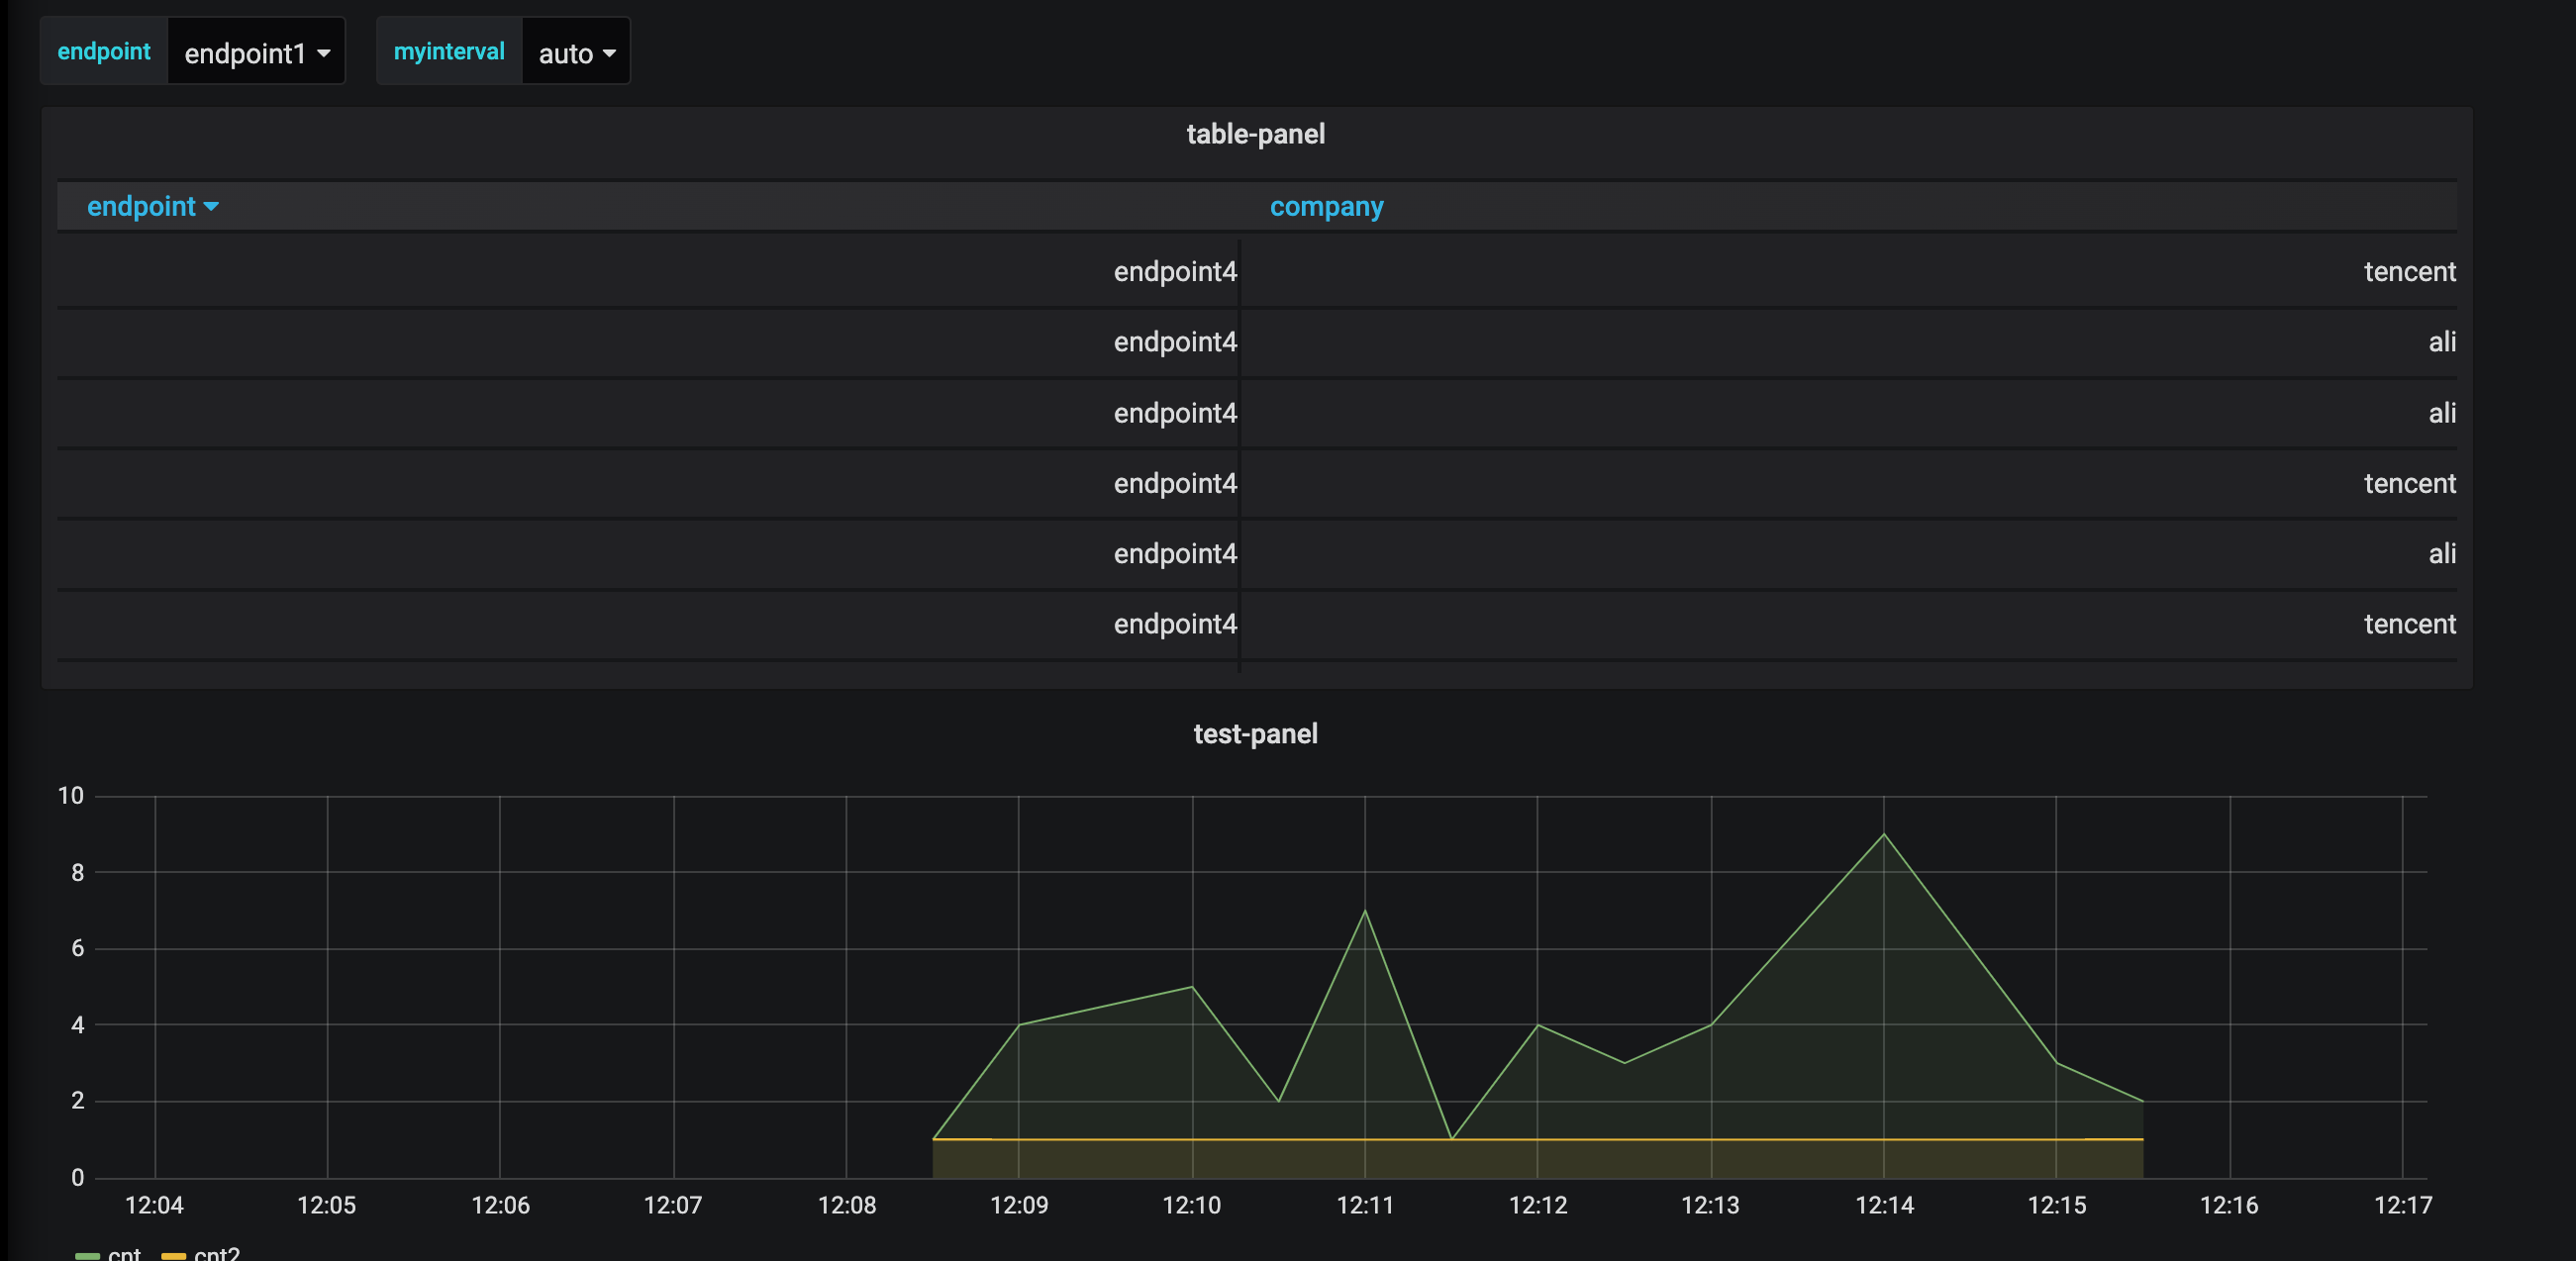 endpoint endpoint1 myinterval auto
table-panel
endpoint company
endpoint4 tencent
endpoint4 ali
endpoint4 ali
endpoint4 tencent
endpoint4 ali
endpoint4 tencent
test-panel
10
8
6
4
2
0
12:04 12:05 12:06 12:07 12:08 12:09 12:10 12:11 12:12 12:13 12:14 12:15 12:16 12:17
cnt cnt2